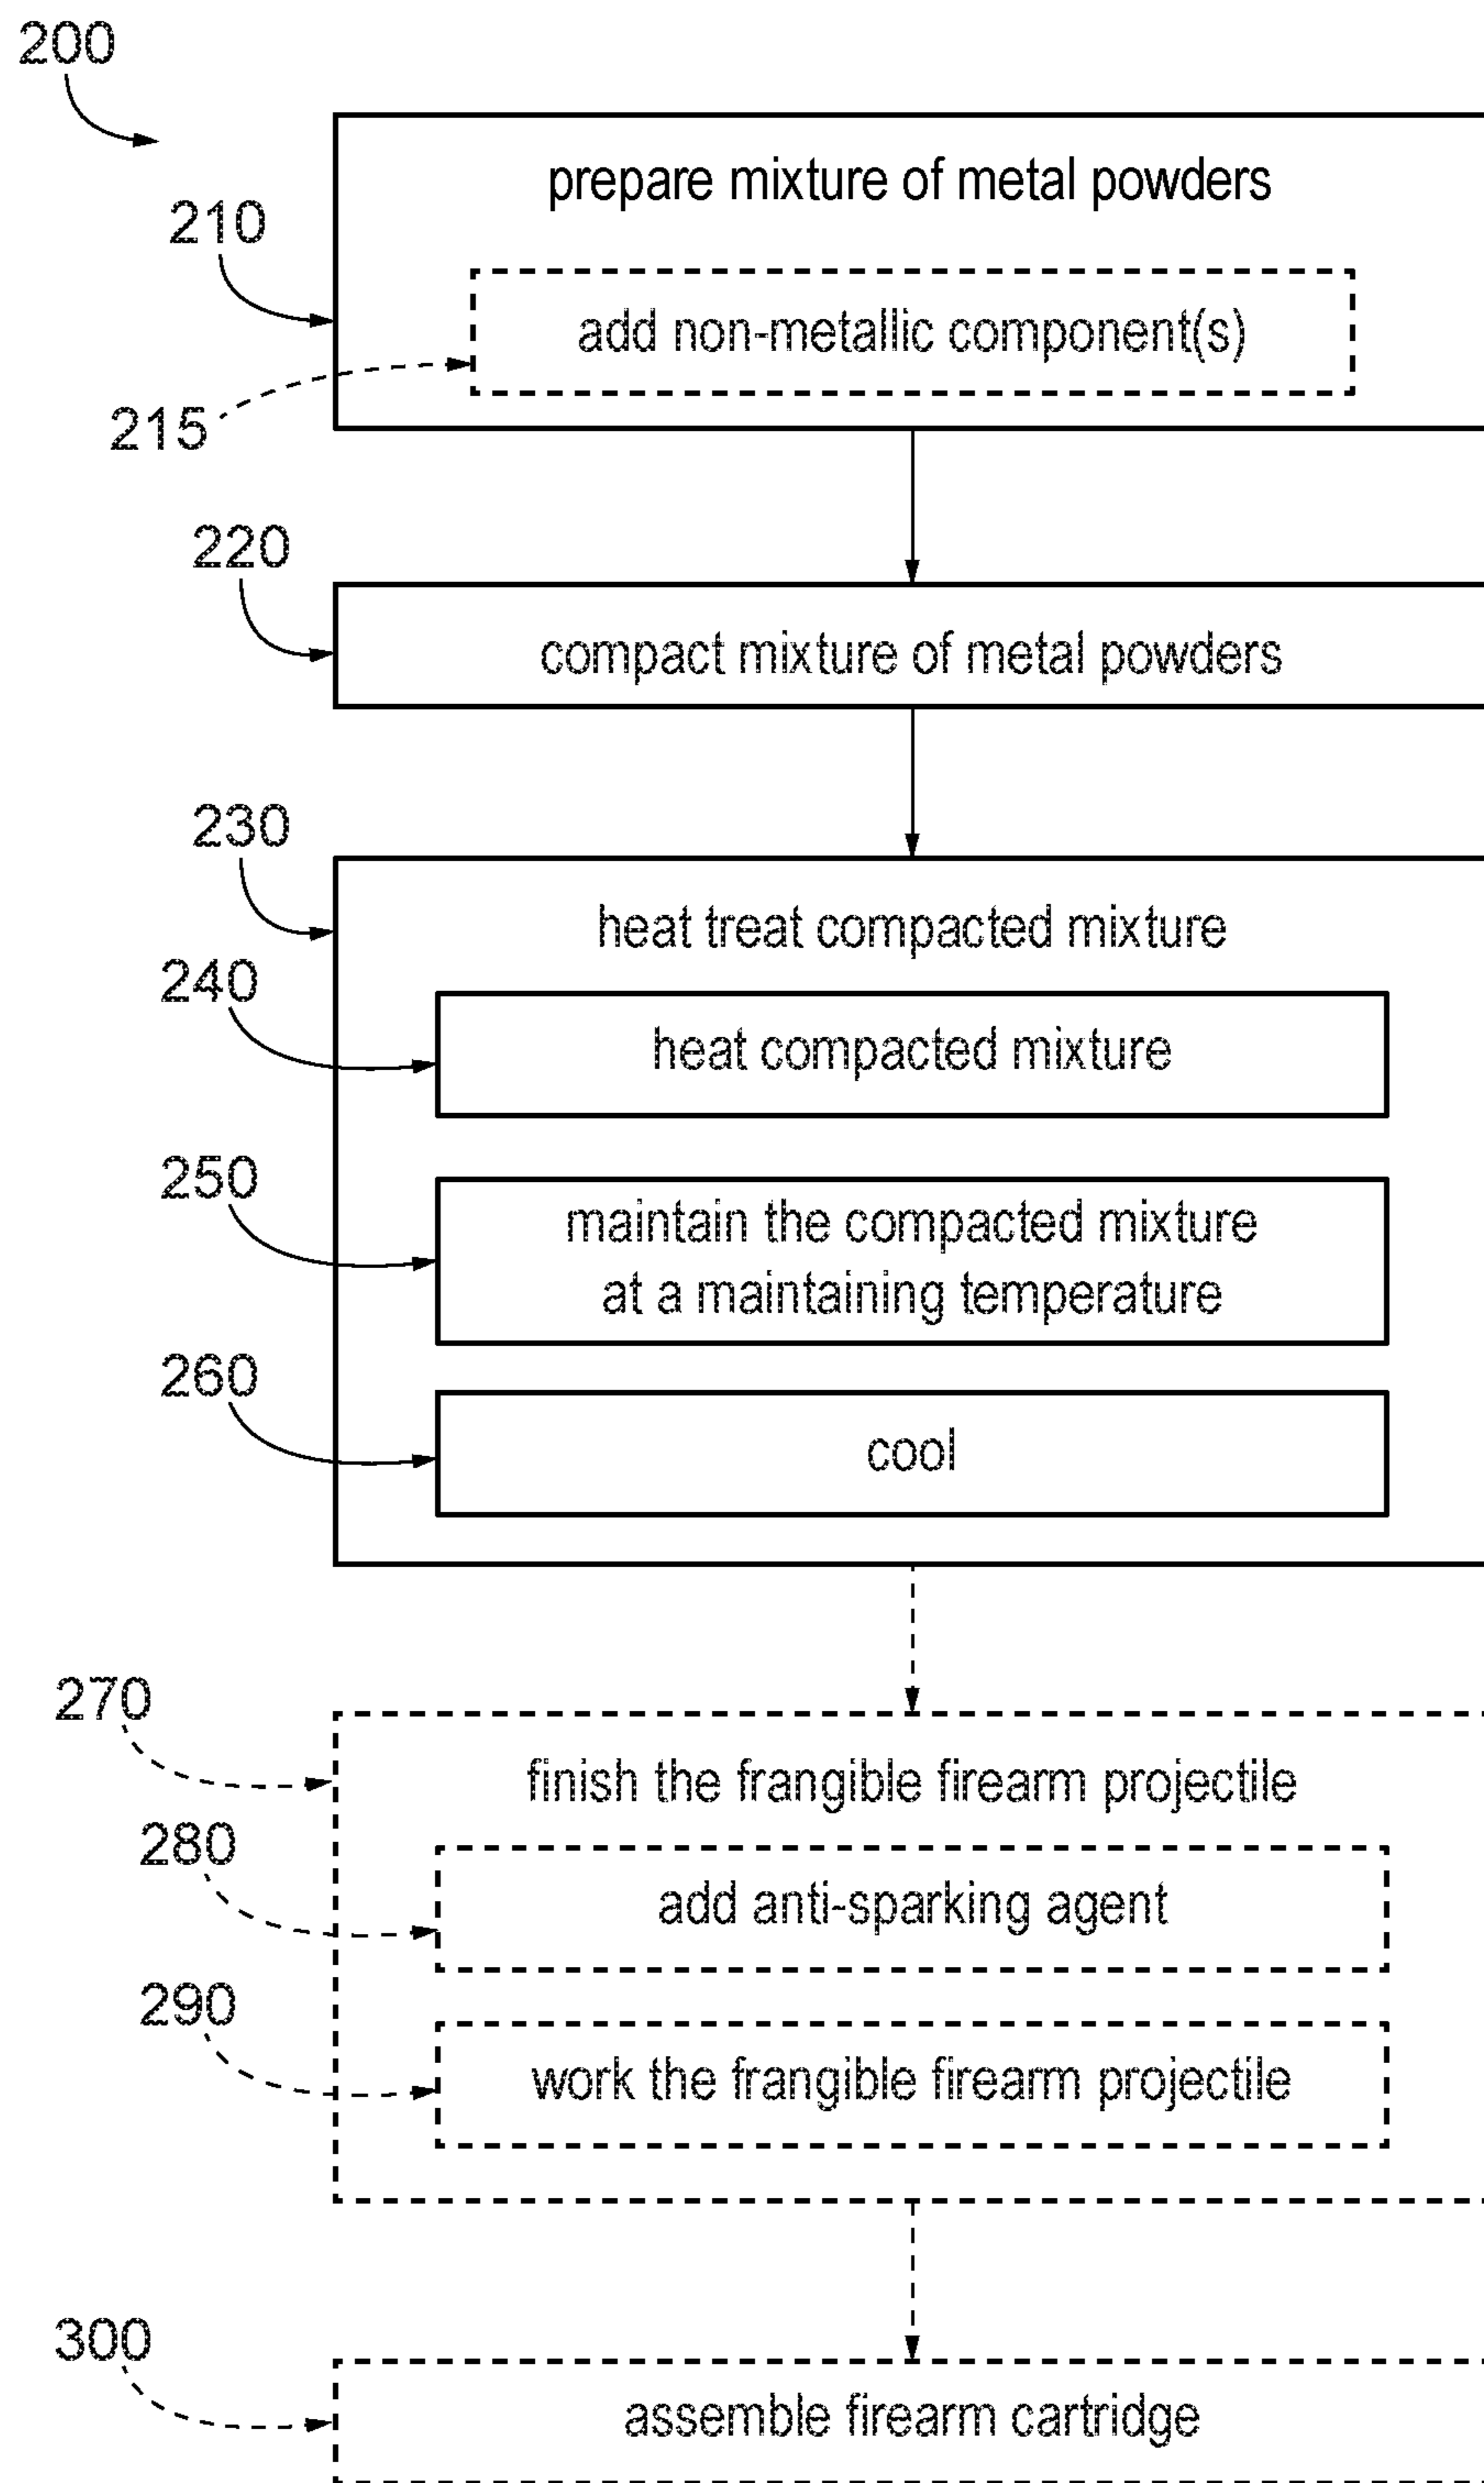 200
prepare mixture of metal powders
210
add non-metallic component(s)
215
220
compact mixture of metal powders
230
heat treat compacted mixture
240
heat compacted mixture
250
maintain the compacted mixture
at a maintaining temperature
260
cool
270
finish the frangible firearm projectile
280
add anti-sparking agent
290
work the frangible firearm projectile
300
assemble firearm cartridge